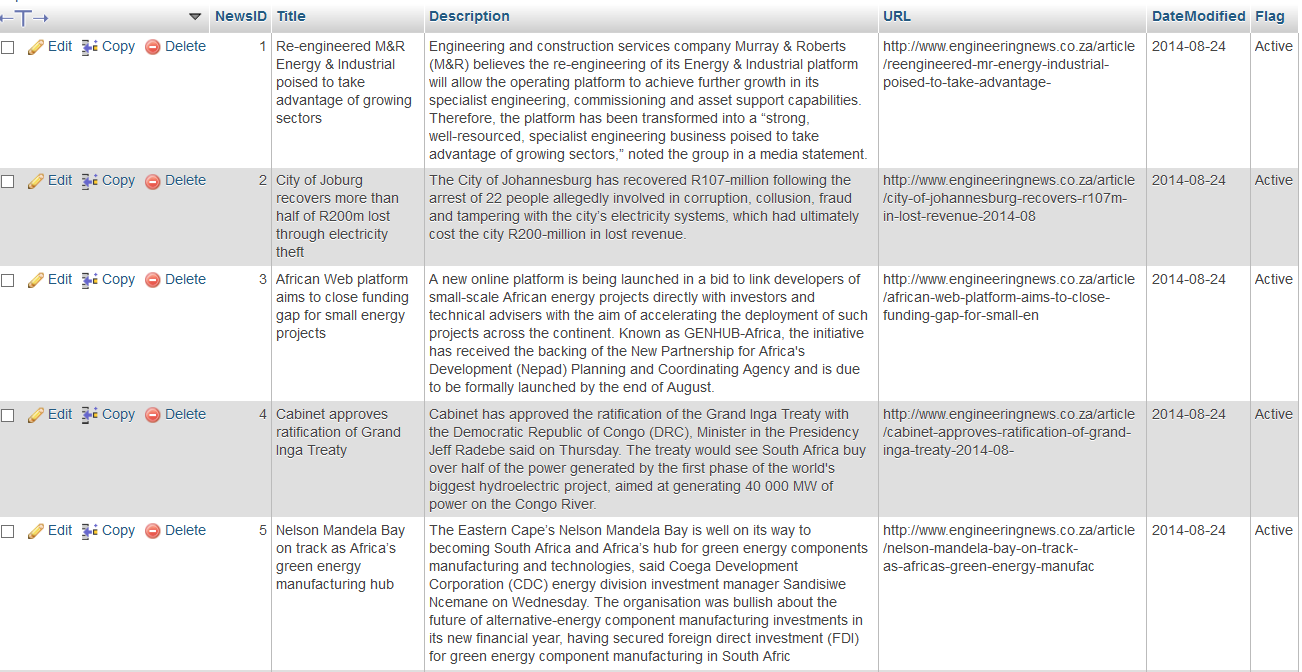 NewsID Title Description URL DateModified Flag
Edit Copy Delete 1 Re-engineered M&R Engineering and construction services company Murray & Roberts http://www.engineeringnews.co.za/article 2014-08-24 Active
Energy & Industrial (M&R) believes the re-engineering of its Energy & Industrial platform /reengineered-mr-energy-industrial-
poised to take will allow the operating platform to achieve further growth in its poised-to-take-advantage-
advantage of growing specialist engineering, commissioning and asset support capabilities.
sectors Therefore, the platform has been transformed into a “strong,
well-resourced, specialist engineering business poised to take
advantage of growing sectors,” noted the group in a media statement.
Edit Copy Delete 2 City of Joburg The City of Johannesburg has recovered R107-million following the http://www.engineeringnews.co.za/article 2014-08-24 Active
recovers more than arrest of 22 people allegedly involved in corruption, collusion, fraud /city-of-johannesburg-recovers-r107m-
half of R200m lost and tampering with the city’s electricity systems, which had ultimately in-lost-revenue-2014-08
through electricity cost the city R200-million in lost revenue.
theft
Edit Copy Delete 3 African Web platform A new online platform is being launched in a bid to link developers of http://www.engineeringnews.co.za/article 2014-08-24 Active
aims to close funding small-scale African energy projects directly with investors and /african-web-platform-aims-to-close-
gap for small energy technical advisers with the aim of accelerating the deployment of such funding-gap-for-small-en
projects projects across the continent. Known as GENHUB-Africa, the initiative
has received the backing of the New Partnership for Africa's
Development (Nepad) Planning and Coordinating Agency and is due
to be formally launched by the end of August.
Edit Copy Delete 4 Cabinet approves Cabinet has approved the ratification of the Grand Inga Treaty with http://www.engineeringnews.co.za/article 2014-08-24 Active
ratification of Grand the Democratic Republic of Congo (DRC), Minister in the Presidency /cabinet-approves-ratification-of-grand-
Inga Treaty Jeff Radebe said on Thursday. The treaty would see South Africa buy inga-treaty-2014-08-
over half of the power generated by the first phase of the world's
biggest hydroelectric project, aimed at generating 40 000 MW of
power on the Congo River.
Edit Copy Delete 5 Nelson Mandela Bay The Eastern Cape’s Nelson Mandela Bay is well on its way to http://www.engineeringnews.co.za/article 2014-08-24 Active
on track as Africa’s becoming South Africa and Africa’s hub for green energy components /nelson-mandela-bay-on-track-
green energy manufacturing and technologies, said Coega Development as-africas-green-energy-manufac
manufacturing hub Corporation (CDC) energy division investment manager Sandisiwe
Ncemane on Wednesday. The organisation was bullish about the
future of alternative-energy component manufacturing investments in
its new financial year, having secured foreign direct investment (FDI)
for green energy component manufacturing in South Afric